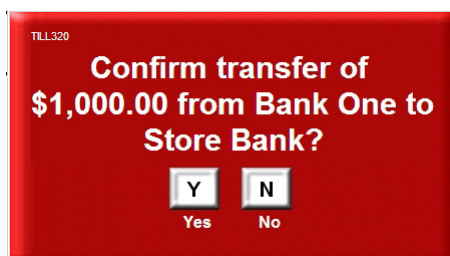 TILL320
Confirm transfer of
$1,000.00 from Bank One to
Store Bank?
Y N
Yes No